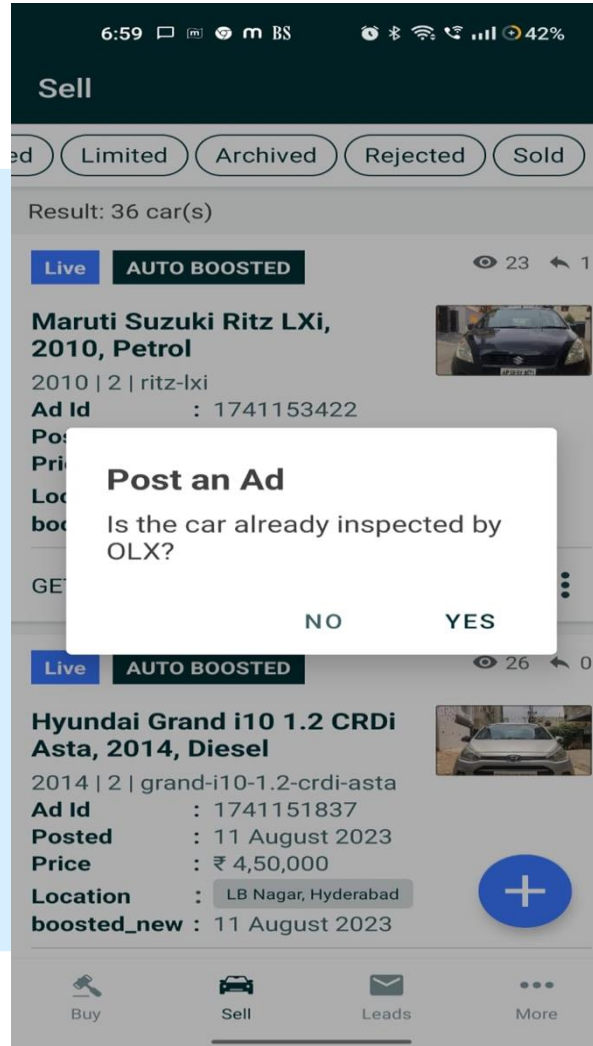 6:59 m m BS 42%
Sell
ed Limited Archived Rejected Sold
Result: 36 car(s)
Live AUTO BOOSTED 23 1
Maruti Suzuki Ritz LXi,
2010, Petrol
2010 | 2 | ritz-lxi
Ad Id : 1741153422
Pos
Pri
Loc
boo
Post an Ad
Is the car already inspected by
OLX?
GET
NO YES
Live AUTO BOOSTED 26 0
Hyundai Grand i10 1.2 CRDi
Asta, 2014, Diesel
2014 | 2 | grand-i10-1.2-crdi-asta
Ad Id : 1741151837
Posted : 11 August 2023
Price : ₹ 4,50,000
Location : LB Nagar, Hyderabad
boosted_new : 11 August 2023
Buy Sell Leads More